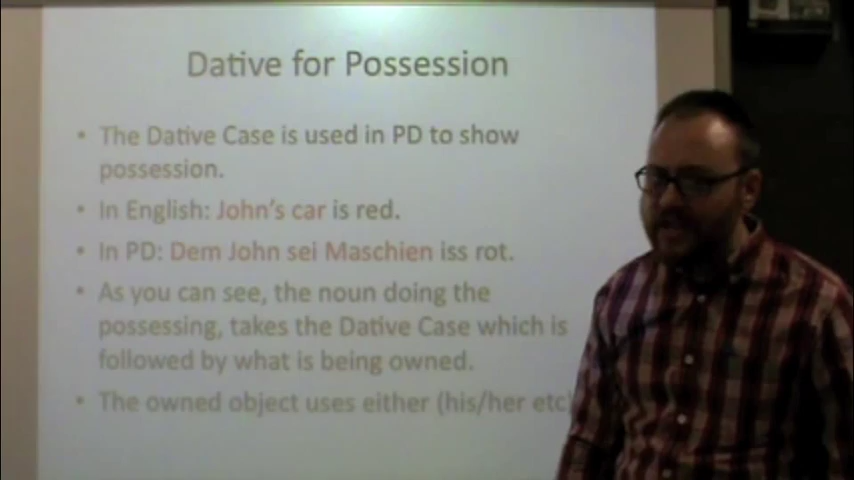 Dative for Possession
• The Dative Case is used in PD to show
possession.
• In English: John's car is red.
• In PD: Dem John sei Maschien iss rot.
• As you can see, the noun doing the
possessing, takes the Dative Case which is
followed by what is being owned.
• The owned object uses either (his/her etc)